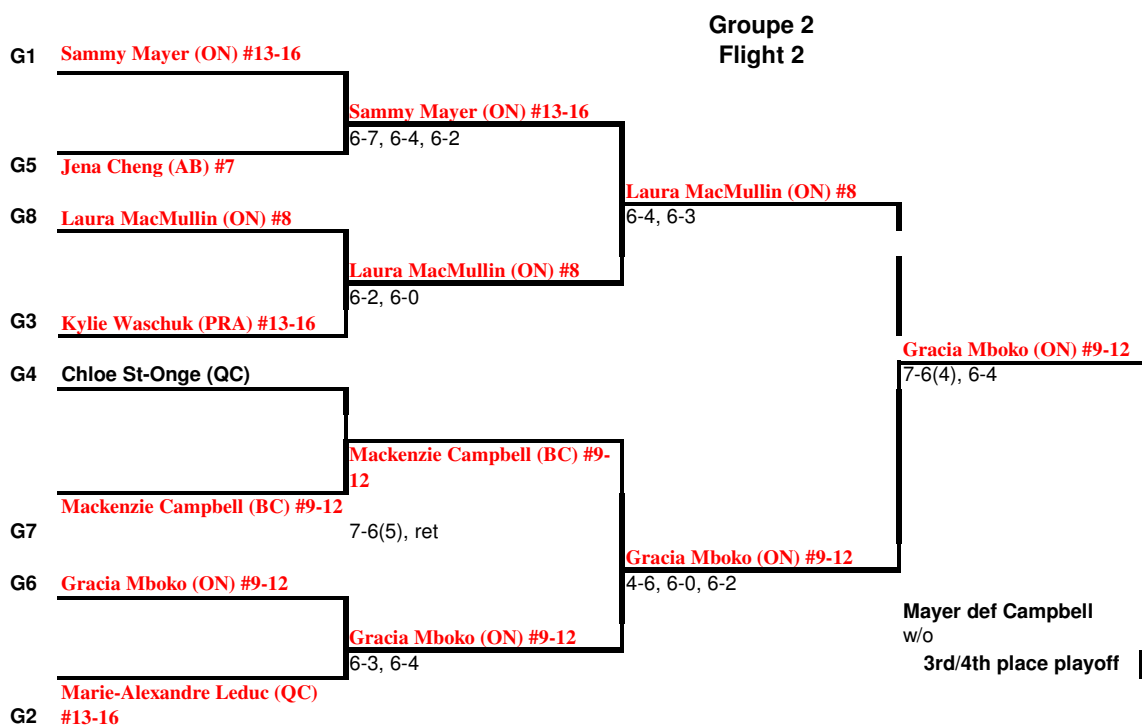 Groupe 2
Flight 2
G1 Sammy Mayer (ON) #13-16
Sammy Mayer (ON) #13-16
6-7, 6-4, 6-2
G5 Jena Cheng (AB) #7
Laura MacMullin (ON) #8
6-4, 6-3
G8 Laura MacMullin (ON) #8
Laura MacMullin (ON) #8
6-2, 6-0
G3 Kylie Waschuk (PRA) #13-16
Gracia Mboko (ON) #9-12
7-6(4), 6-4
G4 Chloe St-Onge (QC)
Mackenzie Campbell (BC) #9-
12
Mackenzie Campbell (BC) #9-12
G7 7-6(5), ret
Gracia Mboko (ON) #9-12
4-6, 6-0, 6-2
G6 Gracia Mboko (ON) #9-12
Gracia Mboko (ON) #9-12
6-3, 6-4
Marie-Alexandre Leduc (QC)
G2 #13-16
Mayer def Campbell
w/o
3rd/4th place playoff